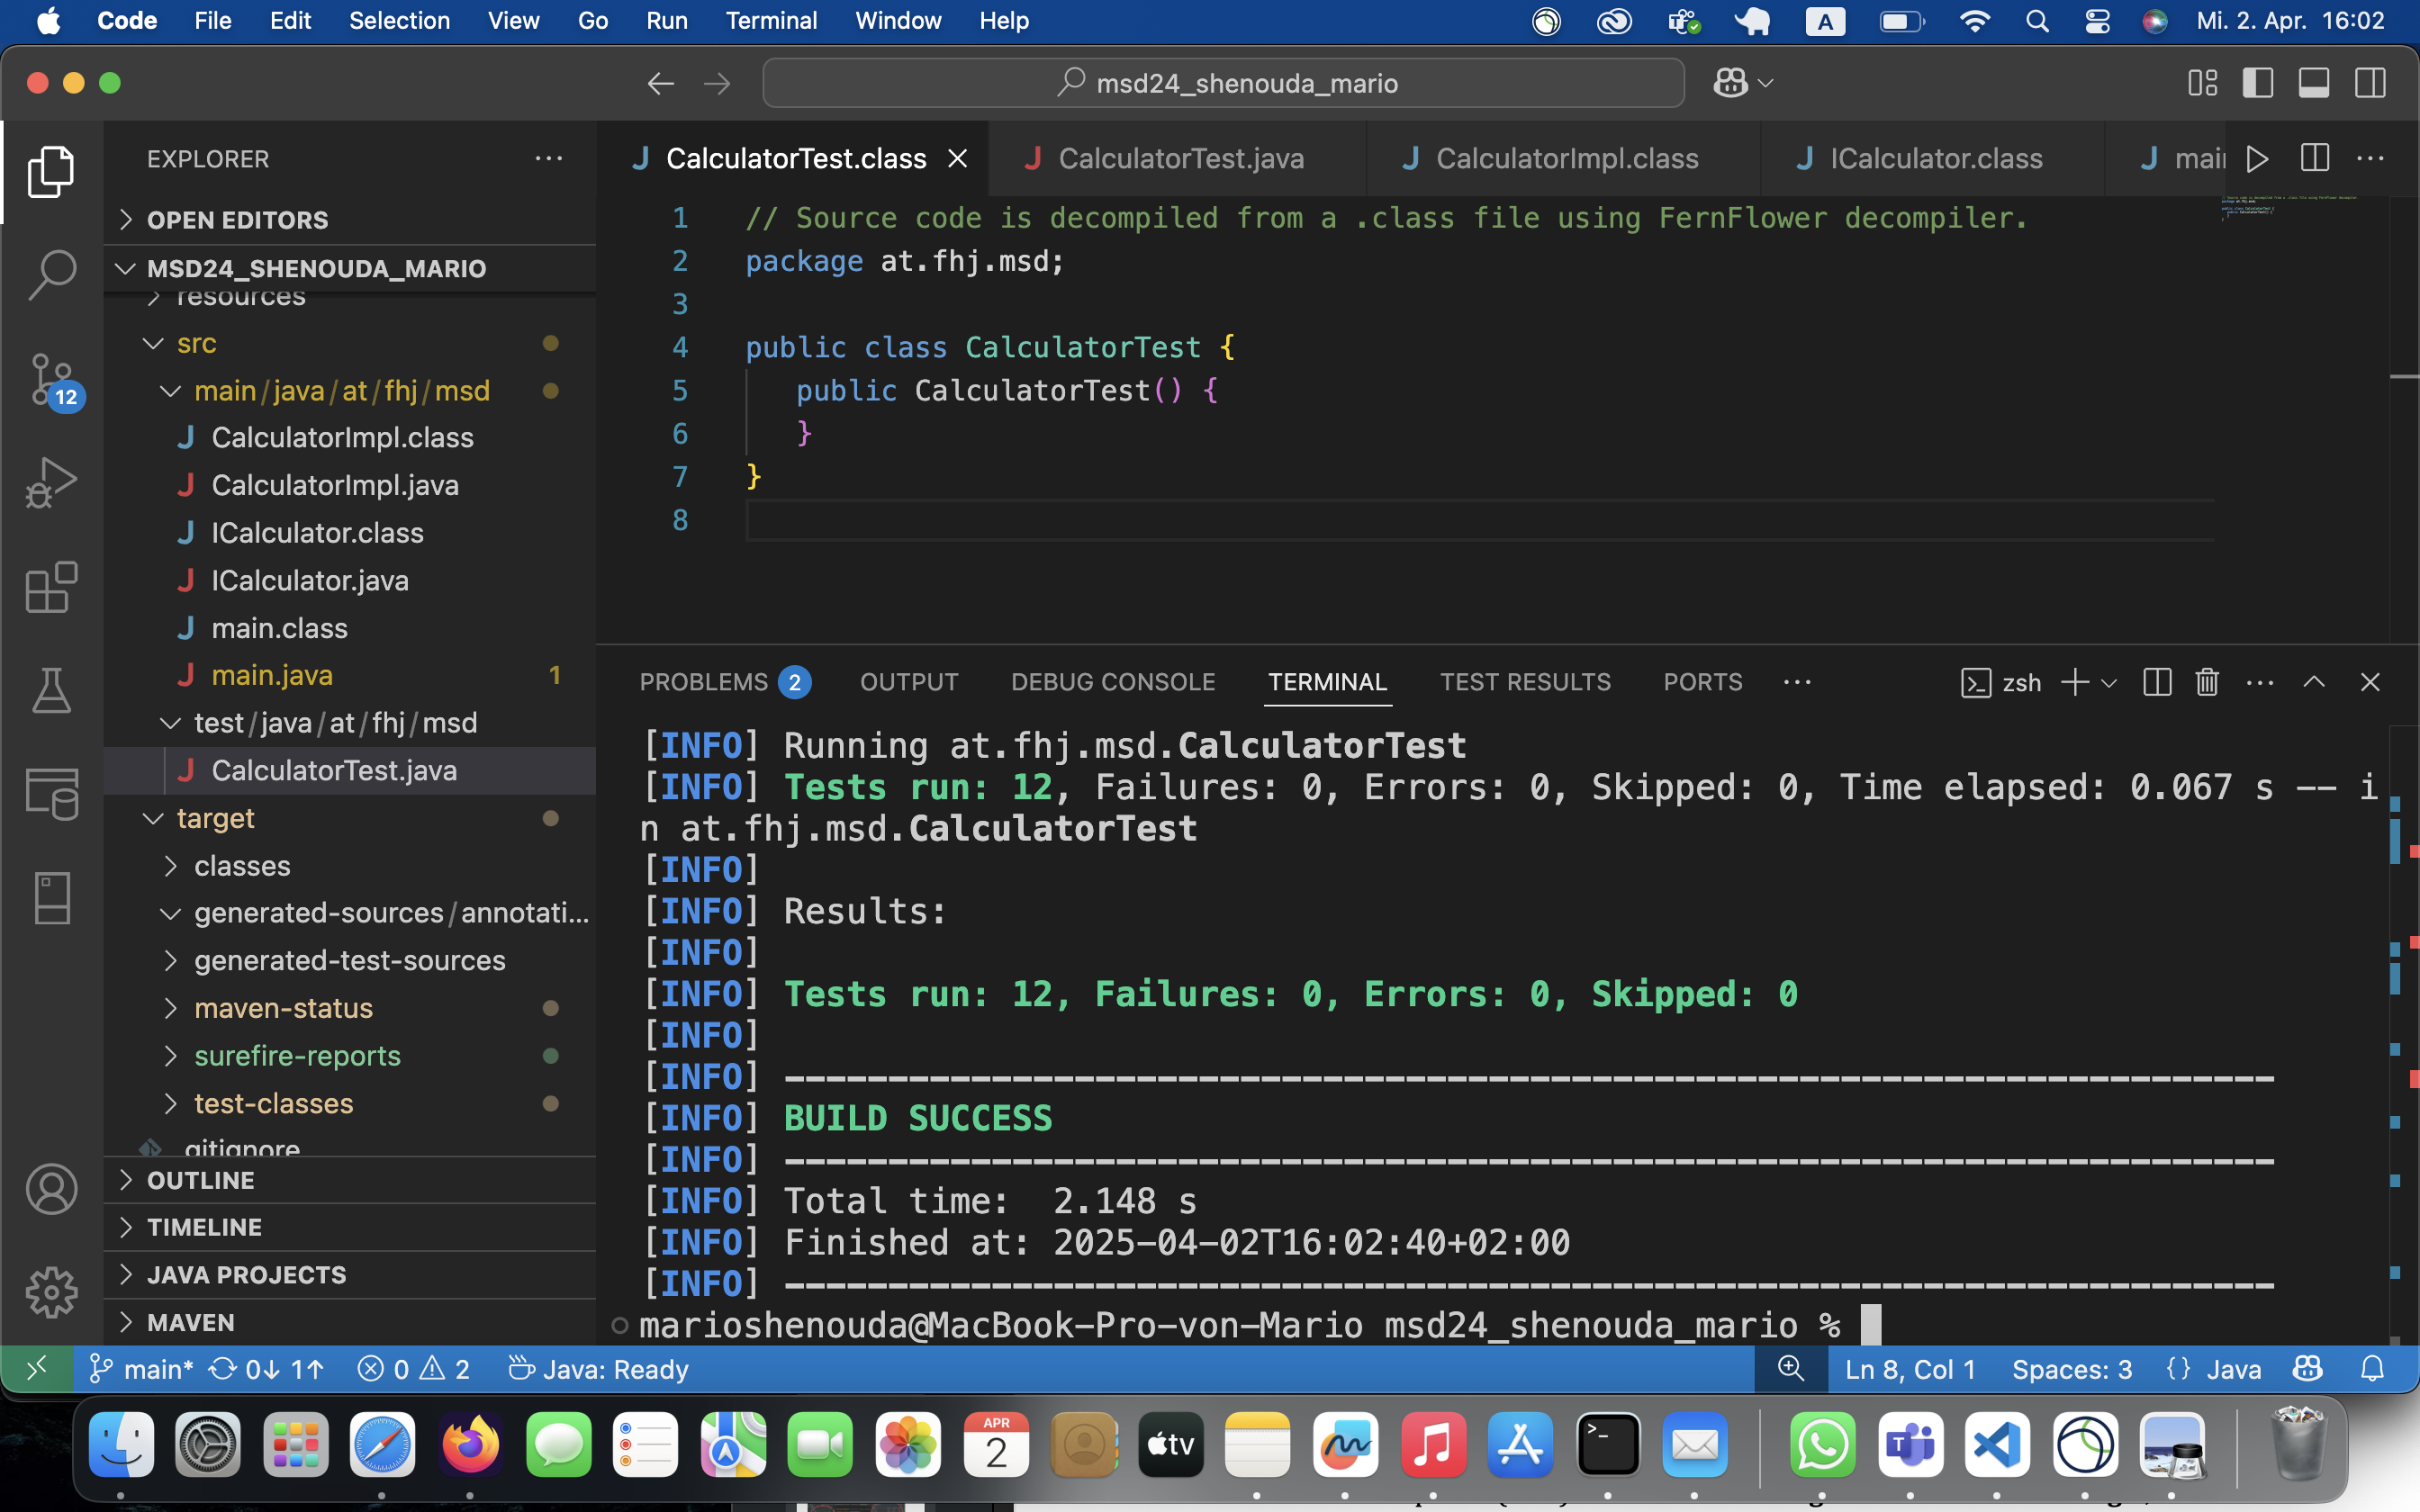 Code File Edit Selection View Go Run Terminal Window Help A Mi. 2. Apr. 16:02
msd24_shenouda_mario
EXPLORER
CalculatorTest.class CalculatorTest.java CalculatorImpl.class ICalculator.class mai
OPEN EDITORS
MSD24_SHENOUDA_MARIO
resources
src
main/java/at/fhj/msd
CalculatorImpl.class
CalculatorImpl.java
ICalculator.class
ICalculator.java
main.class
main.java 1
test/java/at/fhj/msd
CalculatorTest.java
target
classes
generated-sources/annotati...
generated-test-sources
maven-status
surefire-reports
test-classes
.gitignore
OUTLINE
TIMELINE
JAVA PROJECTS
MAVEN
12
1 // Source code is decompiled from a .class file using FernFlower decompiler.
2 package at.fhj.msd;
3
4 public class CalculatorTest {
5 public CalculatorTest() {
6 }
7 }
8
PROBLEMS 2 OUTPUT DEBUG CONSOLE TERMINAL TEST RESULTS PORTS zsh
[INFO] Running at.fhj.msd.CalculatorTest
[INFO] Tests run: 12, Failures: 0, Errors: 0, Skipped: 0, Time elapsed: 0.067 s -- i
n at.fhj.msd.CalculatorTest
[INFO]
[INFO] Results:
[INFO]
[INFO] Tests run: 12, Failures: 0, Errors: 0, Skipped: 0
[INFO]
[INFO] ------------------------------------------------------------------------
[INFO] BUILD SUCCESS
[INFO] ------------------------------------------------------------------------
[INFO] Total time:  2.148 s
[INFO] Finished at: 2025-04-02T16:02:40+02:00
[INFO] ------------------------------------------------------------------------
marioshenouda@MacBook-Pro-von-Mario msd24_shenouda_mario %
main* 0↓ 1↑ 0 2 Java: Ready Ln 8, Col 1 Spaces: 3 {} Java
APR
2
tv